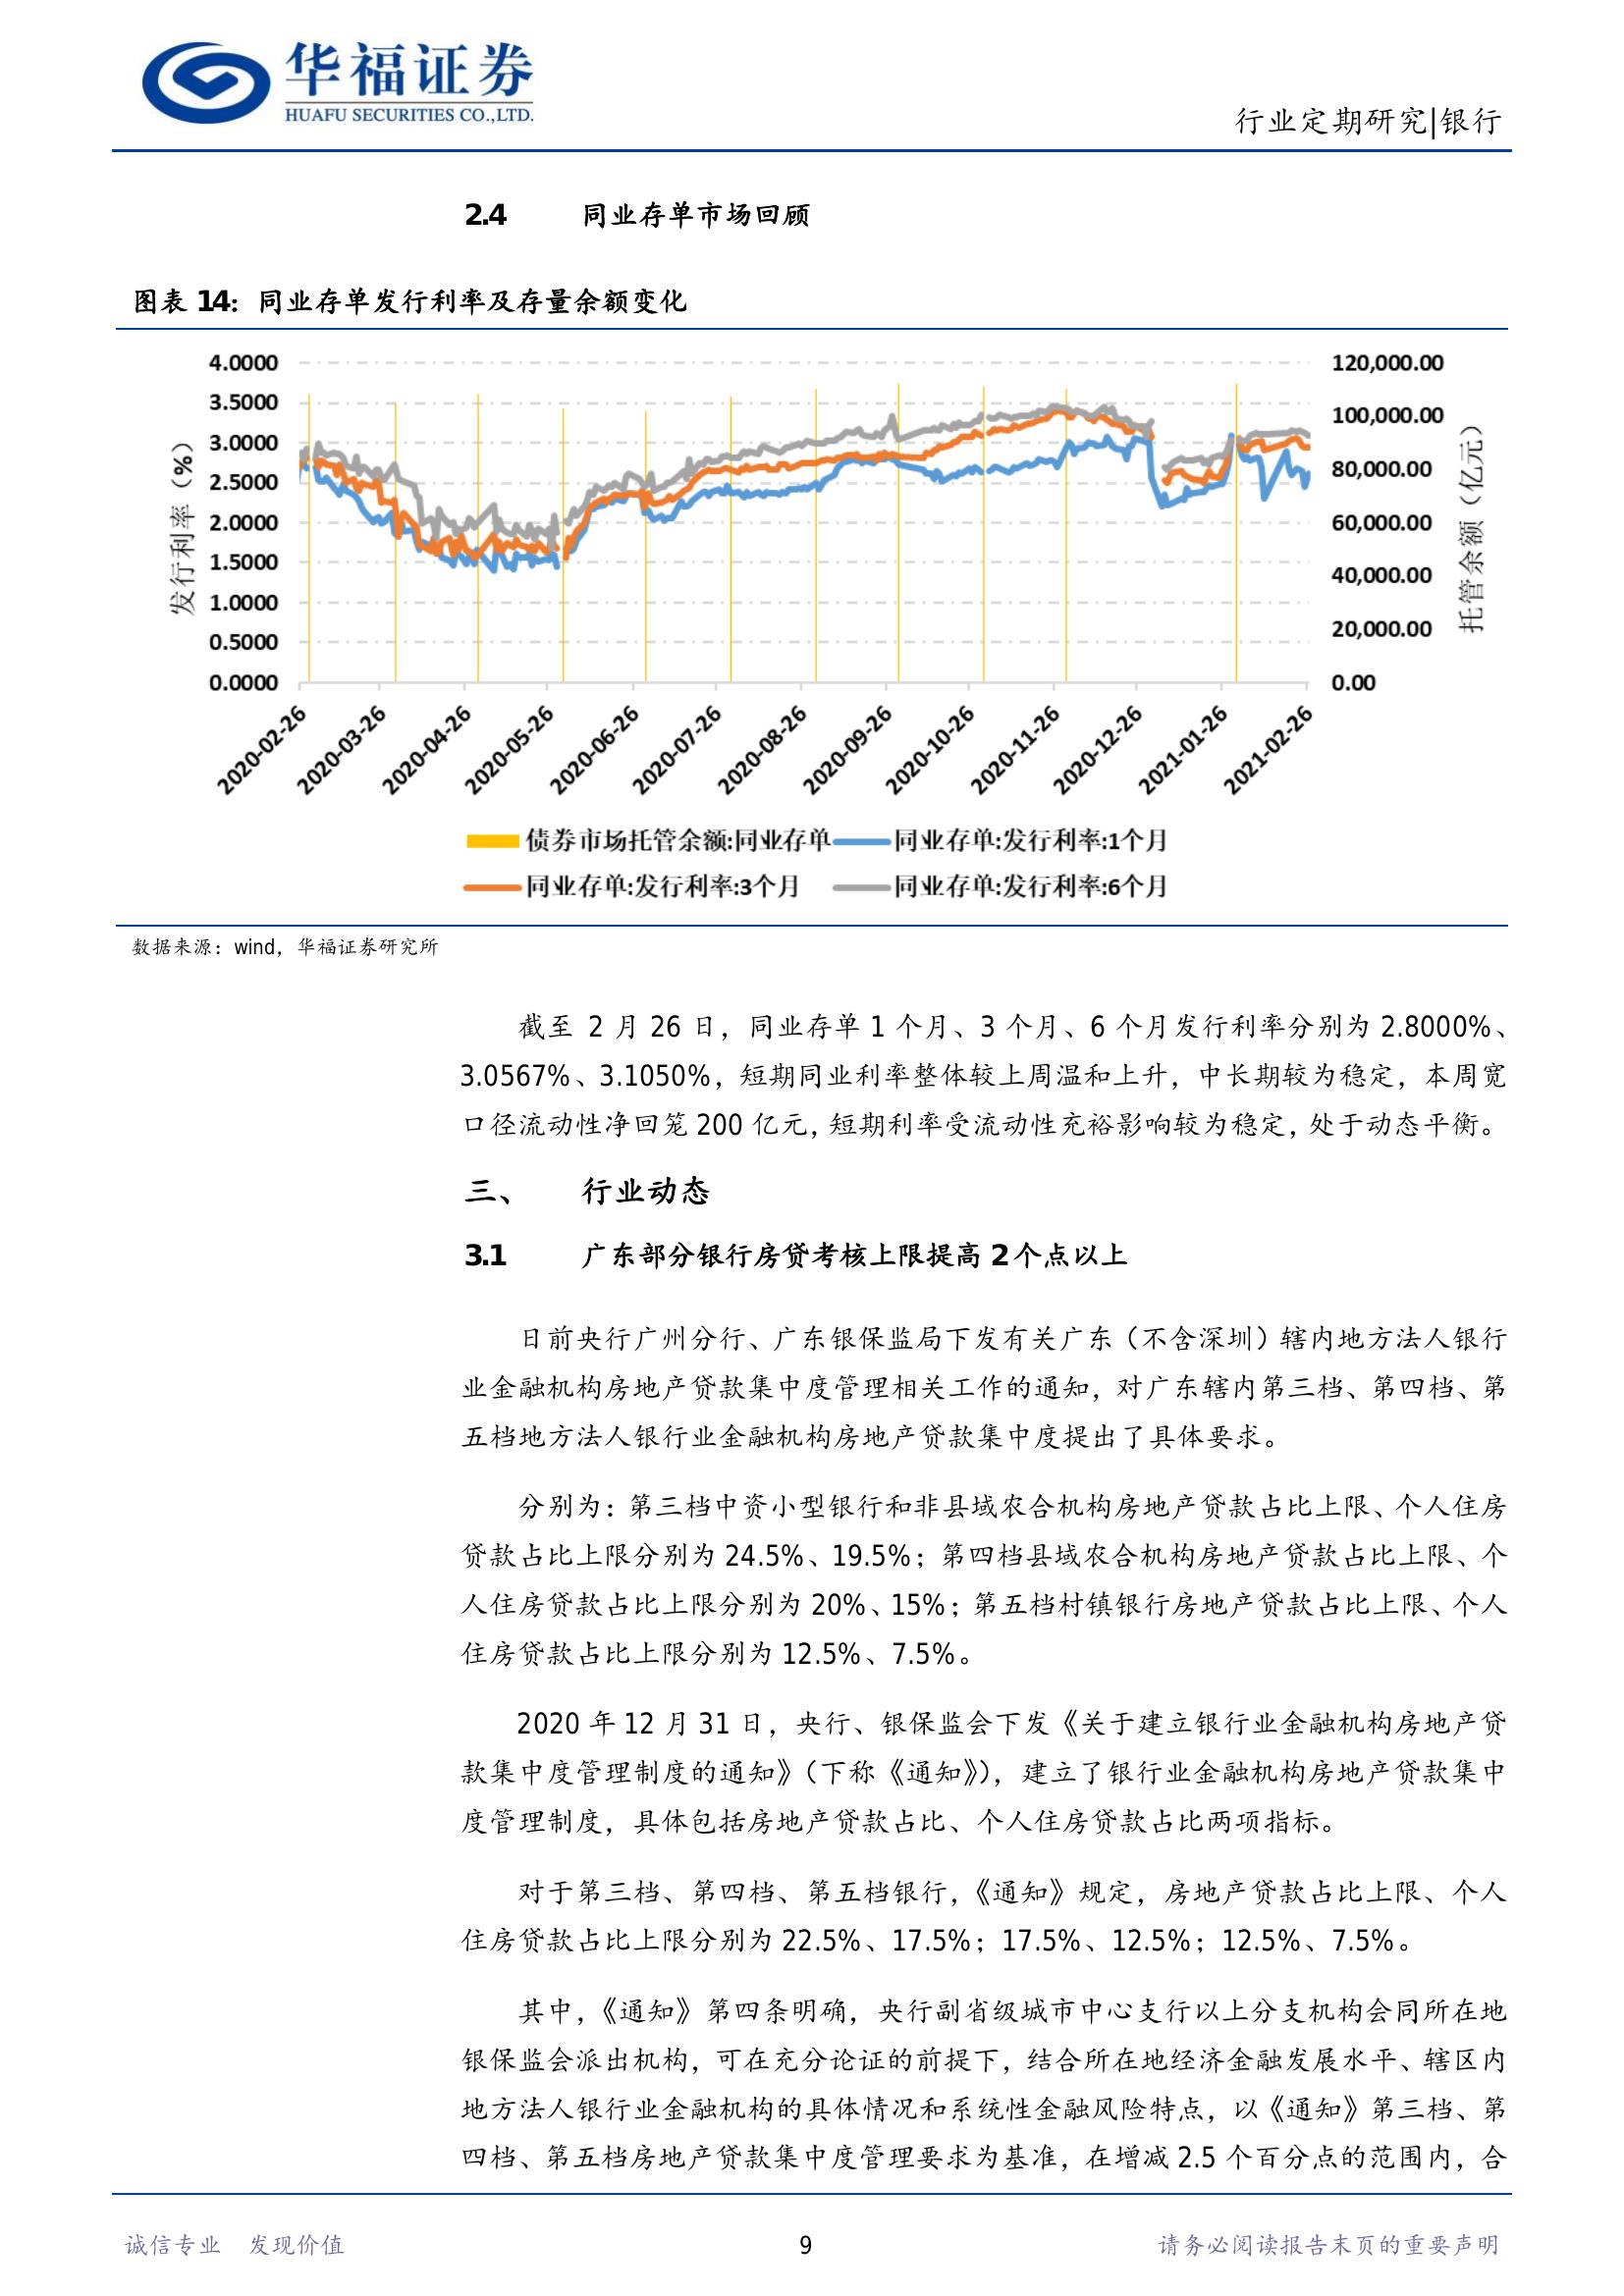 华福证券
HUAFU SECURITIES CO.,LTD.
行业定期研究|银行
2.4 同业存单市场回顾
图表 14：同业存单发行利率及存量余额变化
4.0000
3.5000
3.0000
2.5000
2.0000
1.5000
1.0000
0.5000
0.0000
发行利率（%）
120,000.00
100,000.00
80,000.00
60,000.00
40,000.00
20,000.00
0.00
托管余额（亿元）
2020-02-26
2020-03-26
2020-04-26
2020-05-26
2020-06-26
2020-07-26
2020-08-26
2020-09-26
2020-10-26
2020-11-26
2020-12-26
2021-01-26
2021-02-26
债券市场托管余额:同业存单 同业存单:发行利率:1个月
同业存单:发行利率:3个月 同业存单:发行利率:6个月
数据来源：wind，华福证券研究所
截至 2 月 26 日，同业存单 1 个月、3 个月、6 个月发行利率分别为 2.8000%、
3.0567%、3.1050%，短期同业利率整体较上周温和上升，中长期较为稳定，本周宽
口径流动性净回笼 200 亿元，短期利率受流动性充裕影响较为稳定，处于动态平衡。
三、 行业动态
3.1 广东部分银行房贷考核上限提高 2个点以上
日前央行广州分行、广东银保监局下发有关广东（不含深圳）辖内地方法人银行
业金融机构房地产贷款集中度管理相关工作的通知，对广东辖内第三档、第四档、第
五档地方法人银行业金融机构房地产贷款集中度提出了具体要求。
分别为：第三档中资小型银行和非县域农合机构房地产贷款占比上限、个人住房
贷款占比上限分别为 24.5%、19.5%；第四档县域农合机构房地产贷款占比上限、个
人住房贷款占比上限分别为 20%、15%；第五档村镇银行房地产贷款占比上限、个人
住房贷款占比上限分别为 12.5%、7.5%。
2020 年 12 月 31 日，央行、银保监会下发《关于建立银行业金融机构房地产贷
款集中度管理制度的通知》（下称《通知》），建立了银行业金融机构房地产贷款集中
度管理制度，具体包括房地产贷款占比、个人住房贷款占比两项指标。
对于第三档、第四档、第五档银行，《通知》规定，房地产贷款占比上限、个人
住房贷款占比上限分别为 22.5%、17.5%；17.5%、12.5%；12.5%、7.5%。
其中，《通知》第四条明确，央行副省级城市中心支行以上分支机构会同所在地
银保监会派出机构，可在充分论证的前提下，结合所在地经济金融发展水平、辖区内
地方法人银行业金融机构的具体情况和系统性金融风险特点，以《通知》第三档、第
四档、第五档房地产贷款集中度管理要求为基准，在增减 2.5 个百分点的范围内，合
诚信专业 发现价值
9
请务必阅读报告末页的重要声明